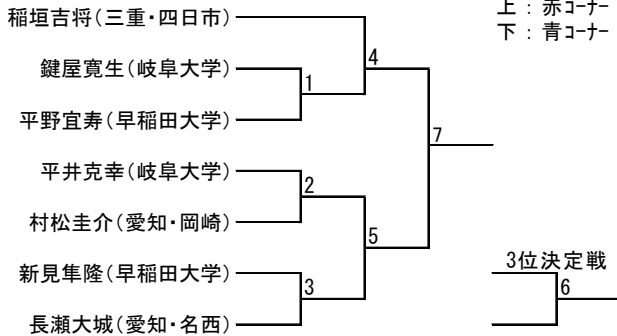 稲垣吉将(三重・四日市)
上：赤ｺｰﾅｰ
下：青ｺｰﾅｰ
鍵屋寛生(岐阜大学)
4
1
平野宜寿(早稲田大学)
7
平井克幸(岐阜大学)
2
村松圭介(愛知・岡崎)
5
新見隼隆(早稲田大学)
3位決定戦
3
6
長瀬大城(愛知・名西)